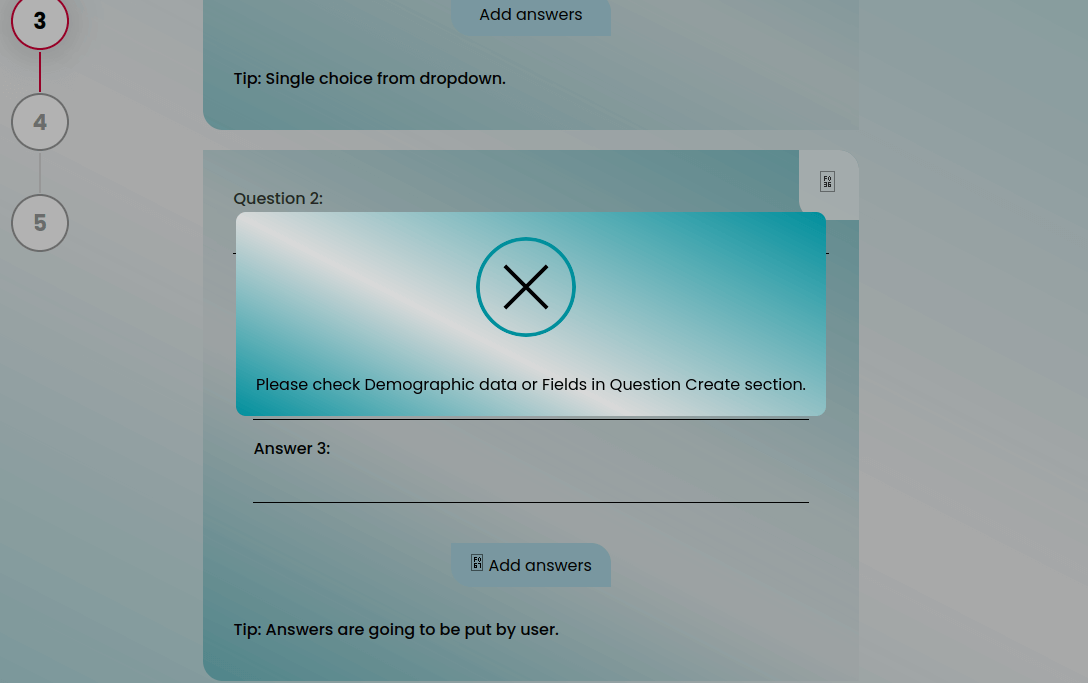 3
Add answers
Tip: Single choice from dropdown.
4
5
Question 2:
Please check Demographic data or Fields in Question Create section.
Answer 3:
Add answers
Tip: Answers are going to be put by user.